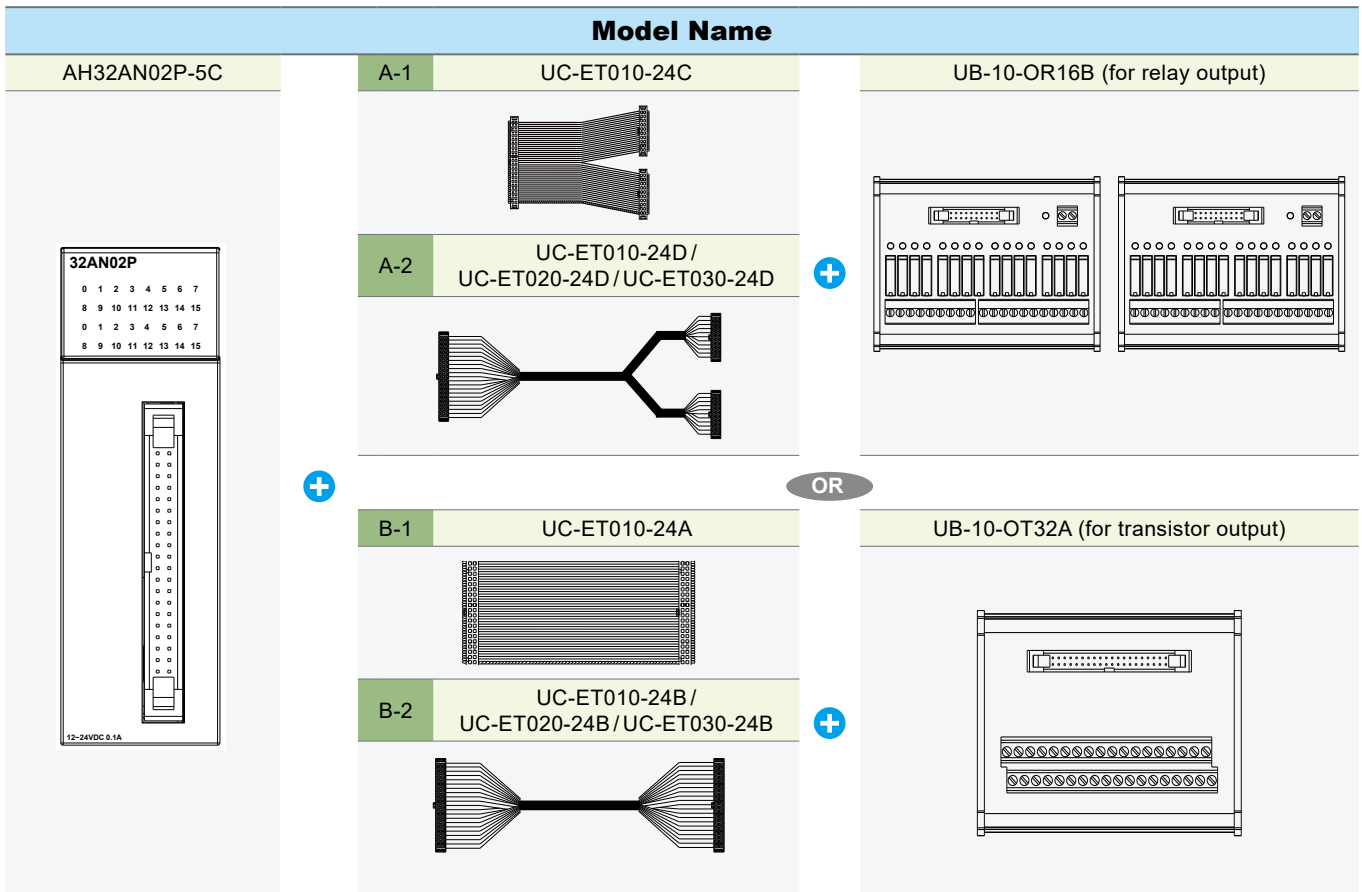 Model Name
AH32AN02P-5C
32AN02P
0 1 2 3 4 5 6 7
8 9 10 11 12 13 14 15
0 1 2 3 4 5 6 7
8 9 10 11 12 13 14 15
12~24VDC 0.1A
A-1 UC-ET010-24C
A-2 UC-ET010-24D/
UC-ET020-24D/UC-ET030-24D
UB-10-OR16B (for relay output)
OR
B-1 UC-ET010-24A
B-2 UC-ET010-24B/
UC-ET020-24B/UC-ET030-24B
UB-10-OT32A (for transistor output)